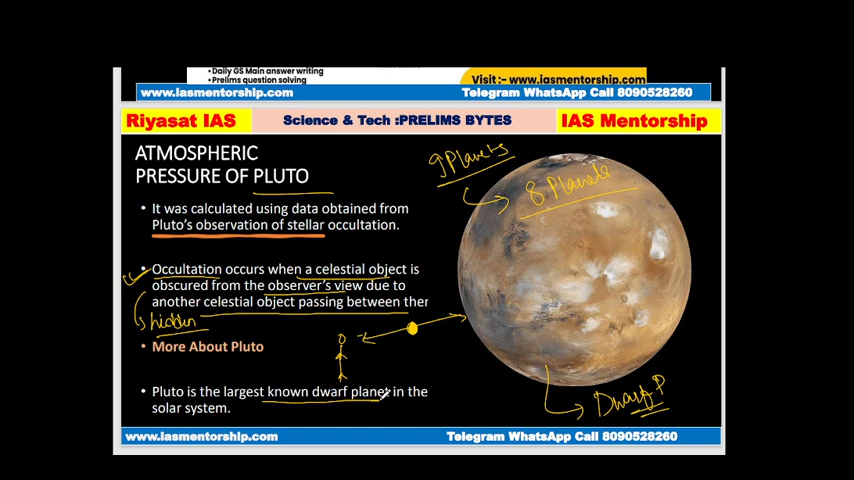 • Daily GS Main answer writing
• Prelims question solving
Visit :- www.iasmentorship.com
www.iasmentorship.com
Telegram WhatsApp Call 8090528260
Riyasat IAS
Science & Tech :PRELIMS BYTES
IAS Mentorship
ATMOSPHERIC
PRESSURE OF PLUTO
9 Planets
8 Planets
• It was calculated using data obtained from
Pluto's observation of stellar occultation.
• Occultation occurs when a celestial object is
obscured from the observer's view due to
another celestial object passing between ther
hidden
• More About Pluto
• Pluto is the largest known dwarf planet in the
solar system.
Dwarf P
www.iasmentorship.com
Telegram WhatsApp Call 8090528260